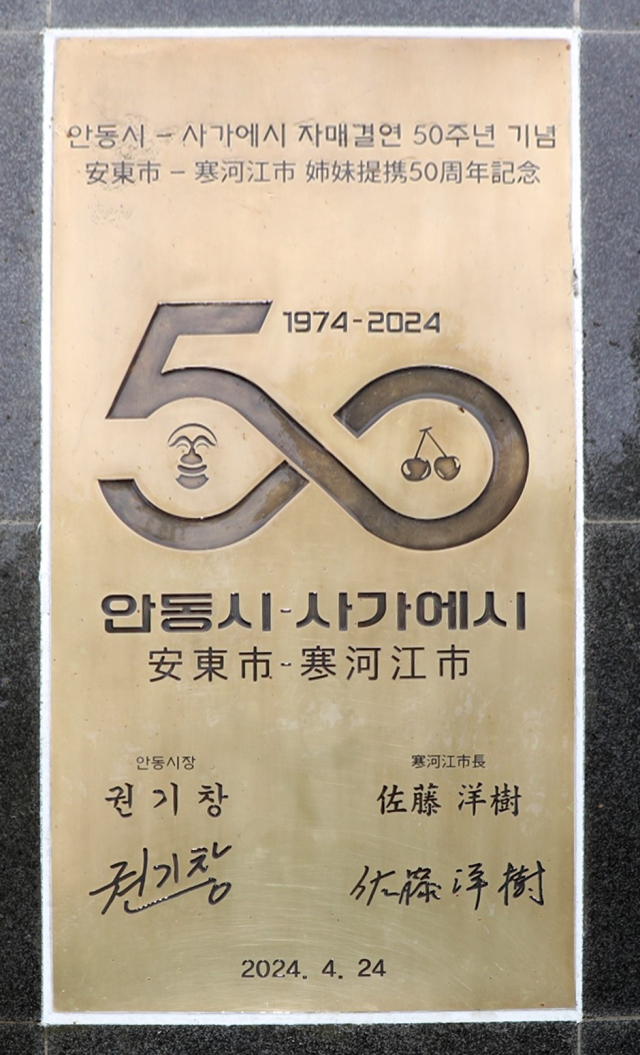 안동시 - 사가에시 자매결연 50주년 기념
安東市 - 寒河江市 姉妹提携50周年記念
50
1974-2024
안동시-사가에시
安東市-寒河江市
안동시장
권기창
권기창
寒河江市長
佐藤 洋樹
佐藤 洋樹
2024. 4. 24